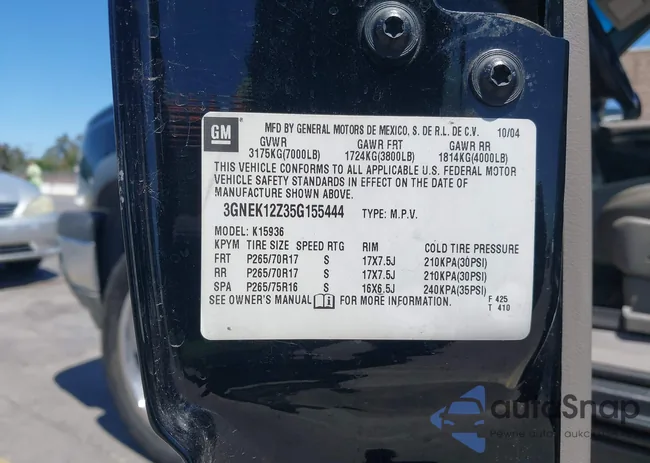 GM MFD BY GENERAL MOTORS DE MEXICO, S. DE R.L. DE C.V. 10/04
GVWR GAWR FRT GAWR RR
3175KG(7000LB) 1724KG(3800LB) 1814KG(4000LB)
THIS VEHICLE CONFORMS TO ALL APPLICABLE U.S. FEDERAL MOTOR
VEHICLE SAFETY STANDARDS IN EFFECT ON THE DATE OF
MANUFACTURE SHOWN ABOVE.
3GNEK12Z35G155444 TYPE: M.P.V.
MODEL: K15936
KPYM TIRE SIZE SPEED RTG RIM COLD TIRE PRESSURE
FRT P265/70R17 S 17X7.5J 210KPA(30PSI)
RR P265/70R17 S 17X7.5J 210KPA(30PSI)
SPA P265/75R16 S 16X6.5J 240KPA(35PSI)
SEE OWNER'S MANUAL FOR MORE INFORMATION. F 425
T 410
autoSnap
Pewne auto z aukcji